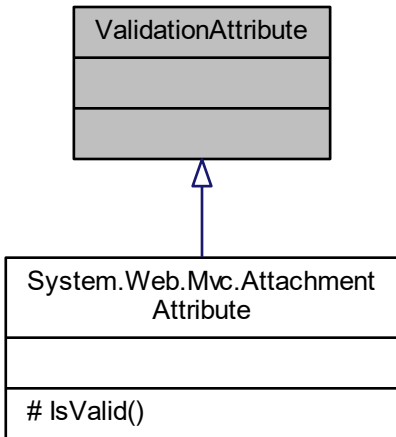 ValidationAttribute
System.Web.Mvc.Attachment
Attribute
# IsValid()